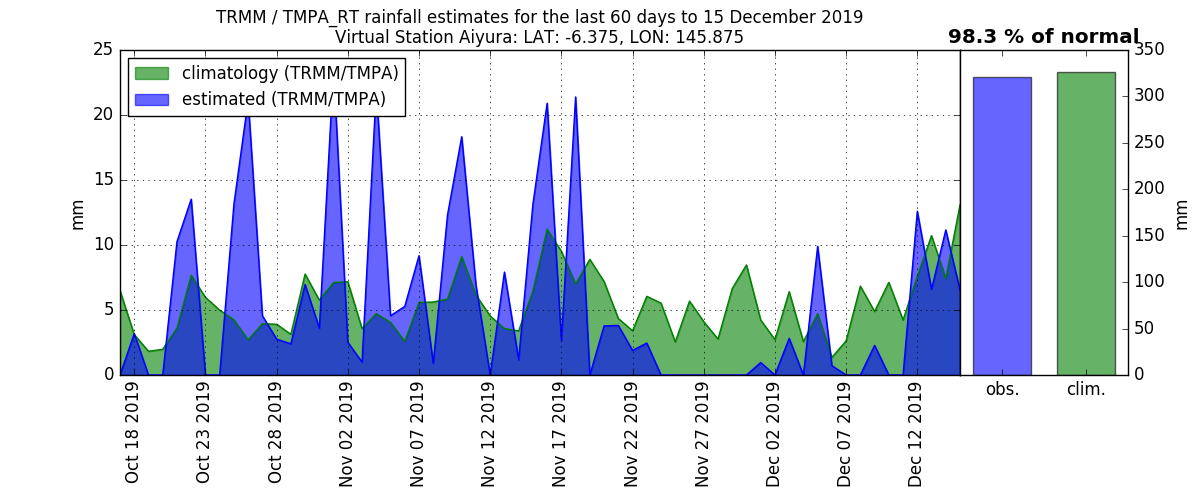 TRMM / TMPA_RT rainfall estimates for the last 60 days to 15 December 2019
Virtual Station Aiyura: LAT: -6.375, LON: 145.875
98.3 % of normal
climatology (TRMM/TMPA)
estimated (TRMM/TMPA)
25
20
15
10
5
0
mm
350
300
250
200
150
100
50
0
mm
Oct 18 2019
Oct 23 2019
Oct 28 2019
Nov 02 2019
Nov 07 2019
Nov 12 2019
Nov 17 2019
Nov 22 2019
Nov 27 2019
Dec 02 2019
Dec 07 2019
Dec 12 2019
obs.
clim.